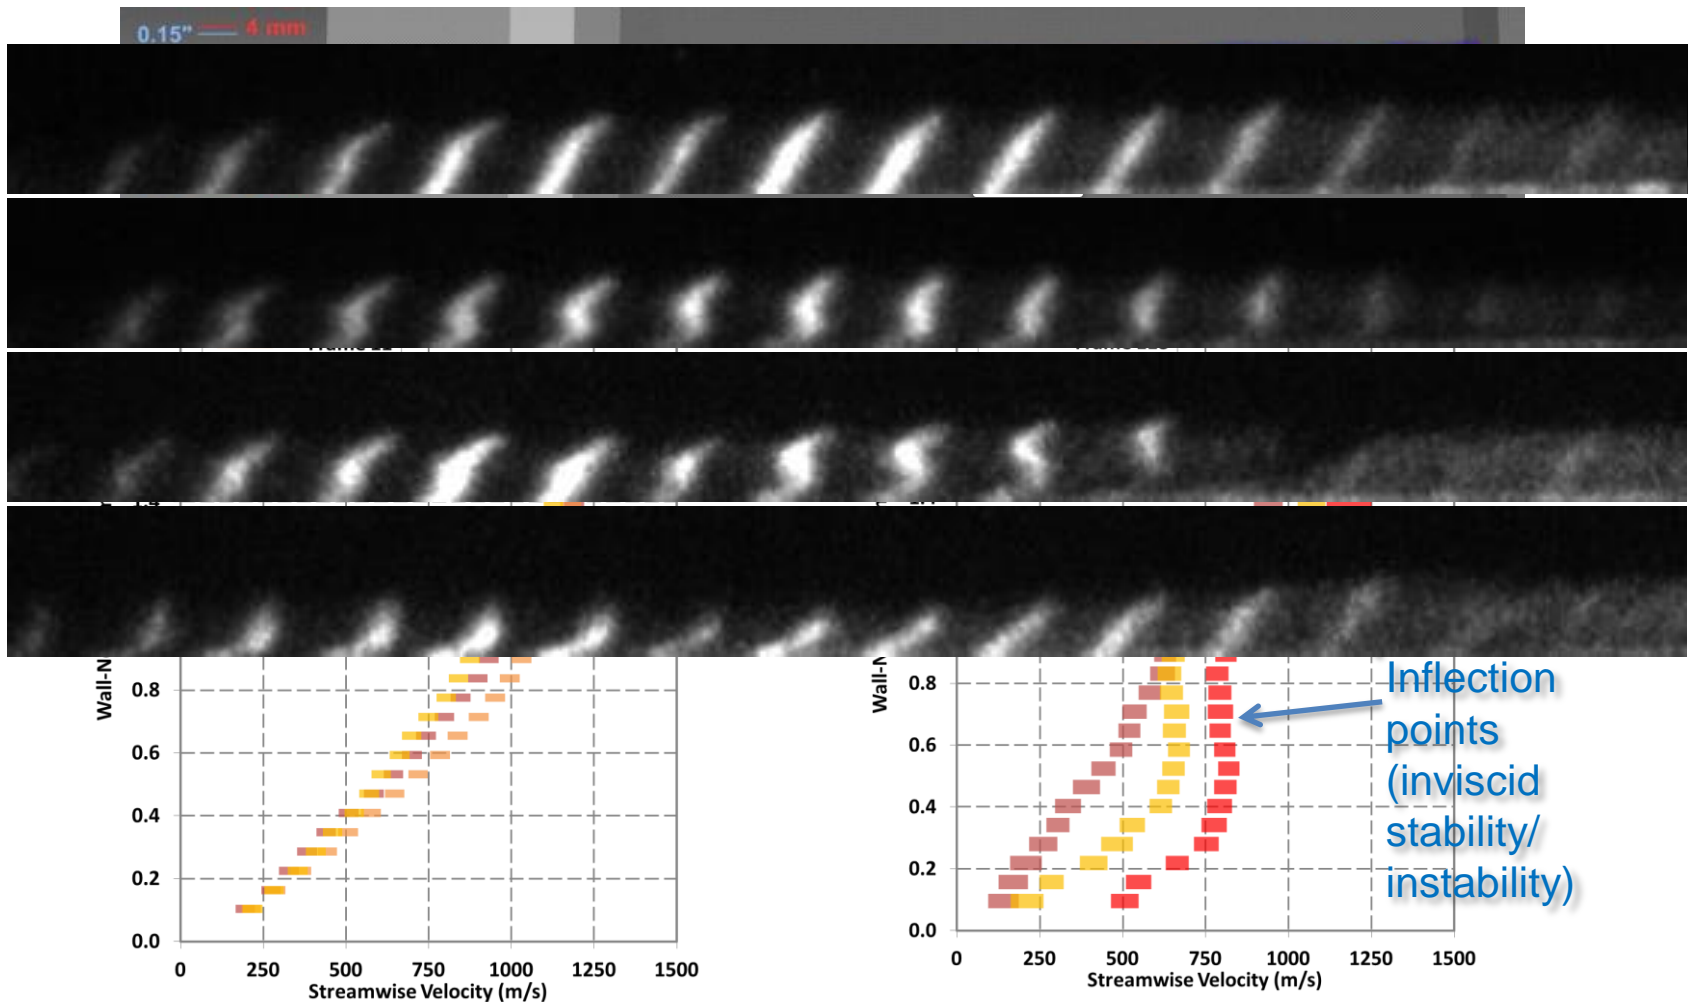 0.15" 4 mm
Wall-N
0.8
0.6
0.4
0.2
0.0
0 250 500 750 1000 1250 1500
Streamwise Velocity (m/s)
Wall-N
0.8
0.6
0.4
0.2
0.0
0 250 500 750 1000 1250 1500
Streamwise Velocity (m/s)
Inflection
points
(inviscid
stability/
instability)